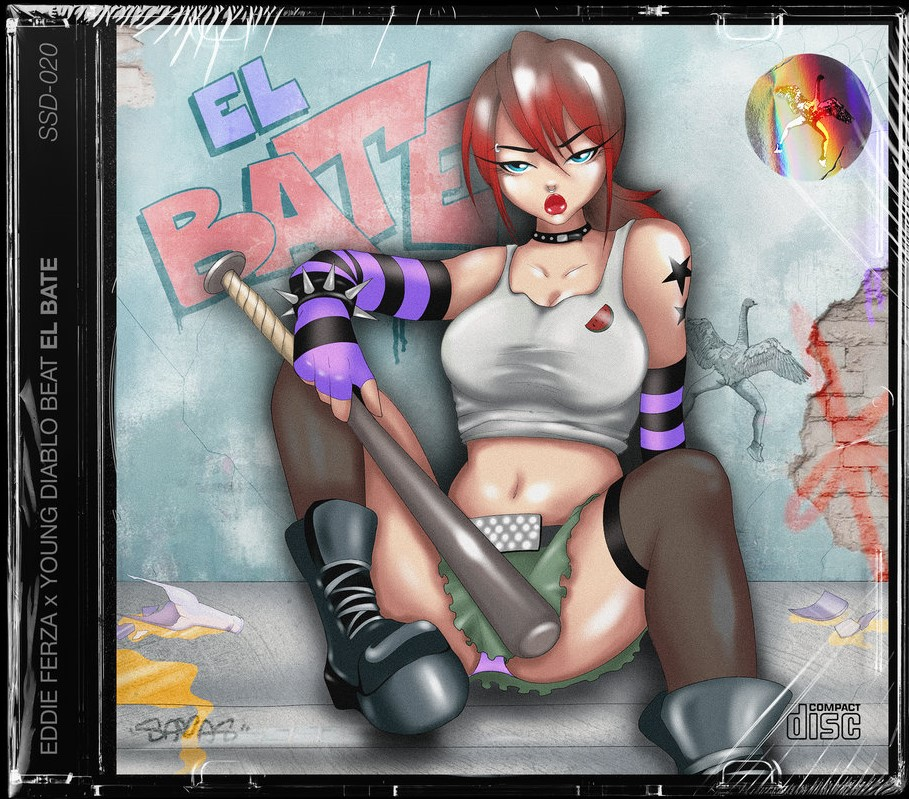 SSD-020
EDDIE FERZA x YOUNG DIABLO BEAT EL BATE
EL
BATE
COMPACT
disc